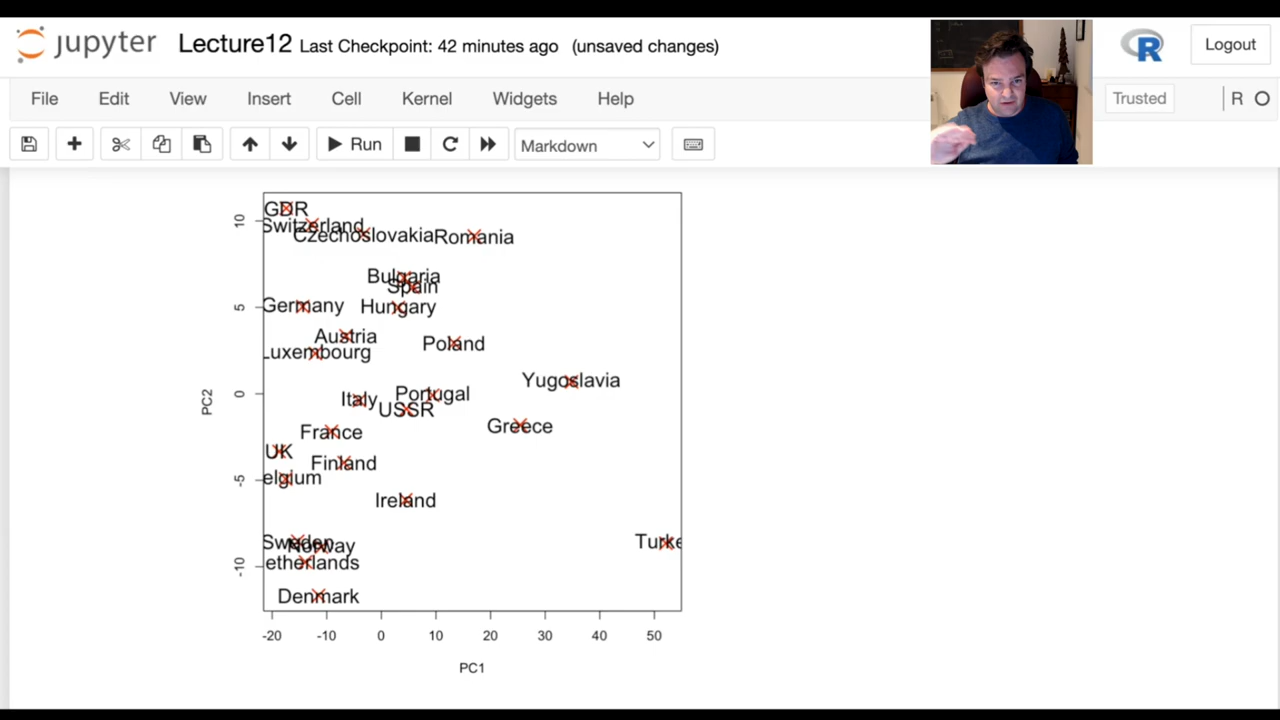 jupyter Lecture12 Last Checkpoint: 42 minutes ago (unsaved changes) R Logout
File Edit View Insert Cell Kernel Widgets Help Trusted R
Run Markdown
GDR
Switzerland
Czechoslovakia Romania
Bulgaria
Spain
Germany Hungary
Austria
Poland
Luxembourg
Yugoslavia
Portugal
Italy
USSR
Greece
France
UK
Finland
elgium
Ireland
Sweden Turke
Norway
etherlands
Denmark
10
5
0
-5
-10
PC2
-20 -10 0 10 20 30 40 50
PC1